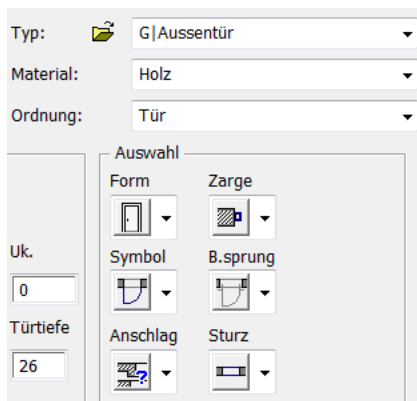 Typ: G|Aussentür
Material: Holz
Ordnung: Tür
Auswahl
Form Zarge
Uk. Symbol B.sprung
0
Türtiefe Anschlag Sturz
26 ?